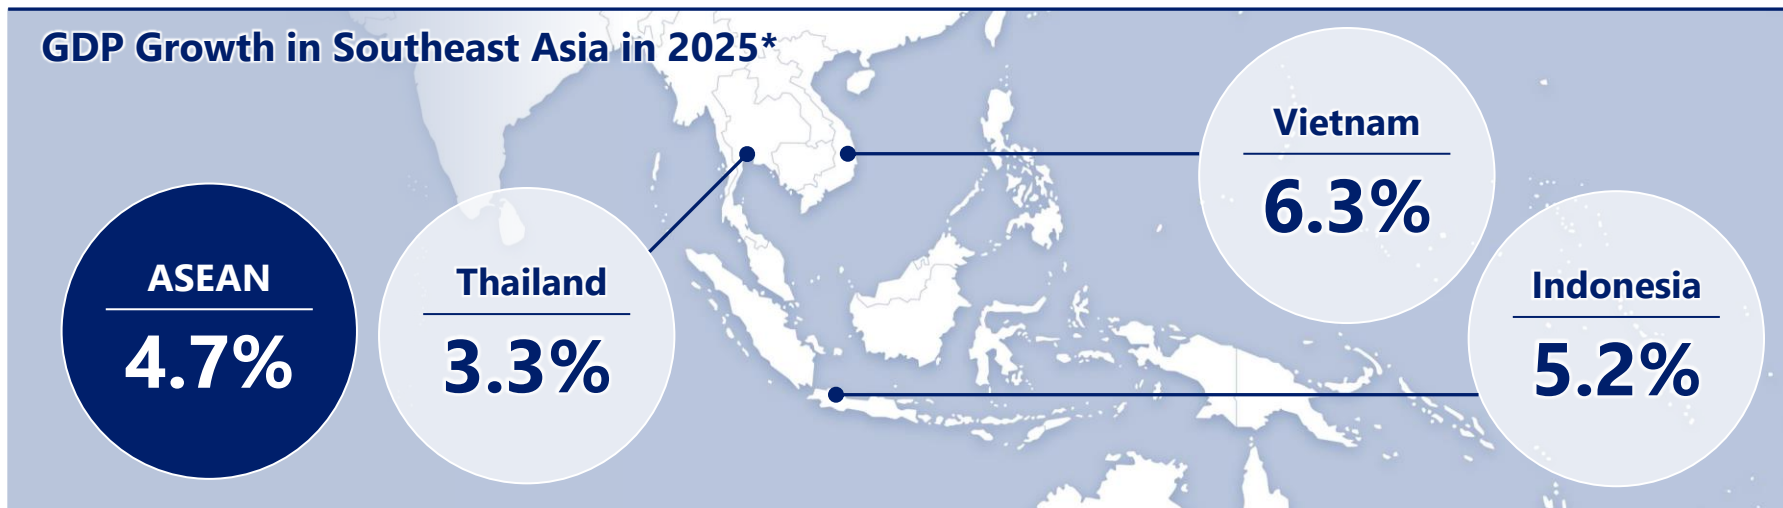 GDP Growth in Southeast Asia in 2025*
ASEAN
4.7%
Thailand
3.3%
Vietnam
6.3%
Indonesia
5.2%